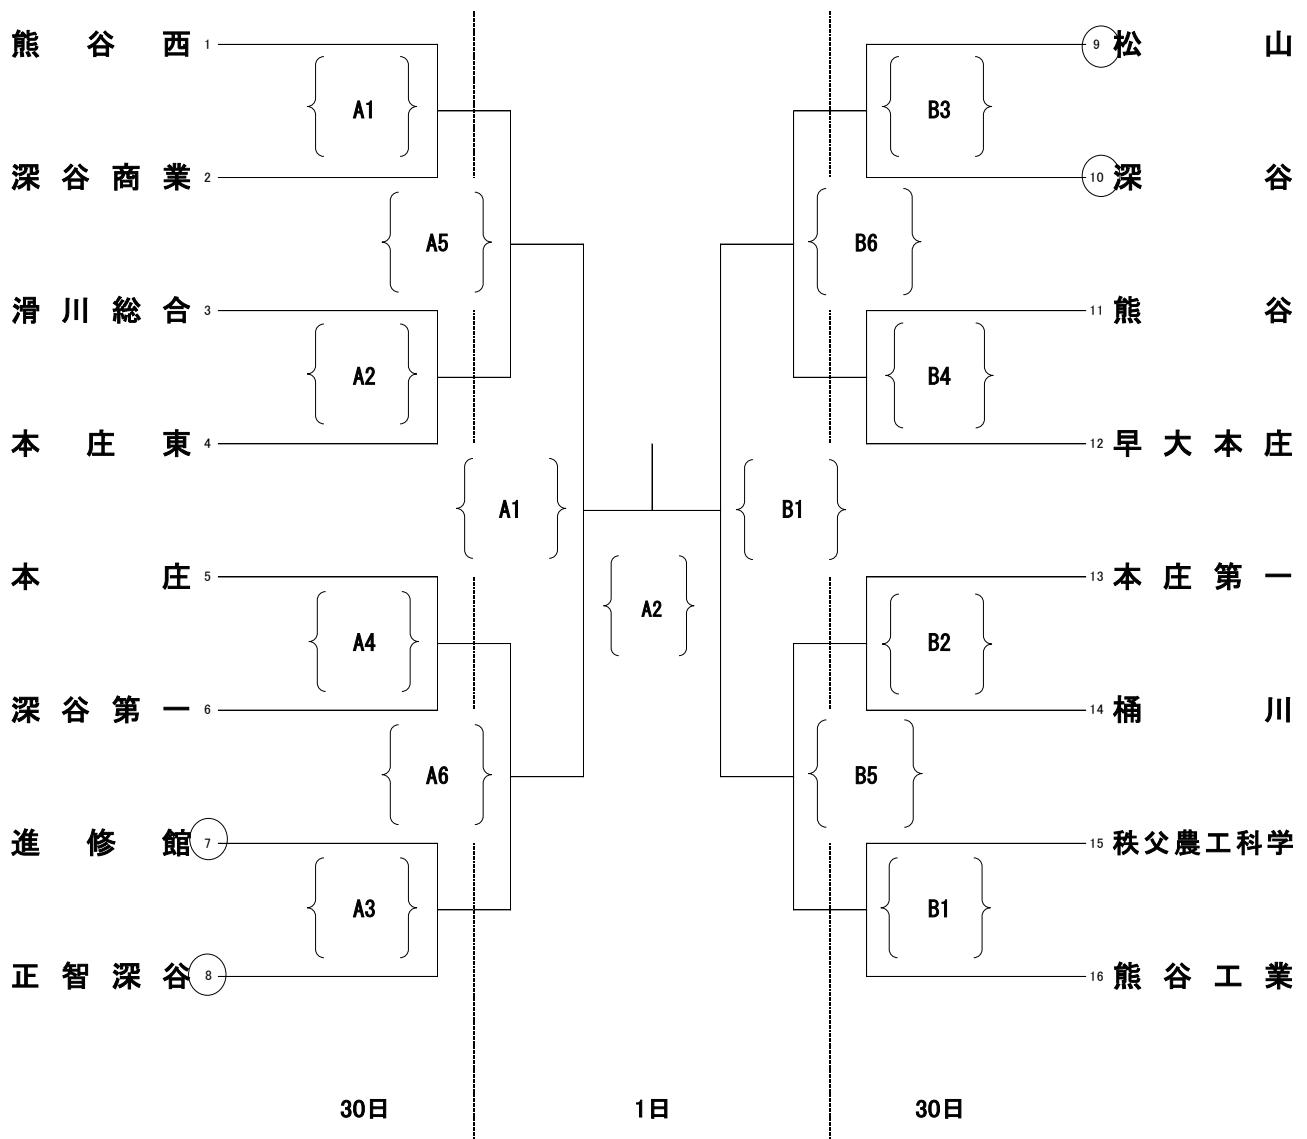 熊谷西 1
9 松山
A1
B3
深谷商業 2
10 深谷
A5
B6
滑川総合 3
11 熊谷
A2
B4
本庄東 4
12 早大本庄
A1
B1
本庄 5
13 本庄第一
A2
A4
B2
深谷第一 6
14 桶川
A6
B5
進修館 7
15 秩父農工科学
A3
B1
正智深谷 8
16 熊谷工業
30日
1日
30日